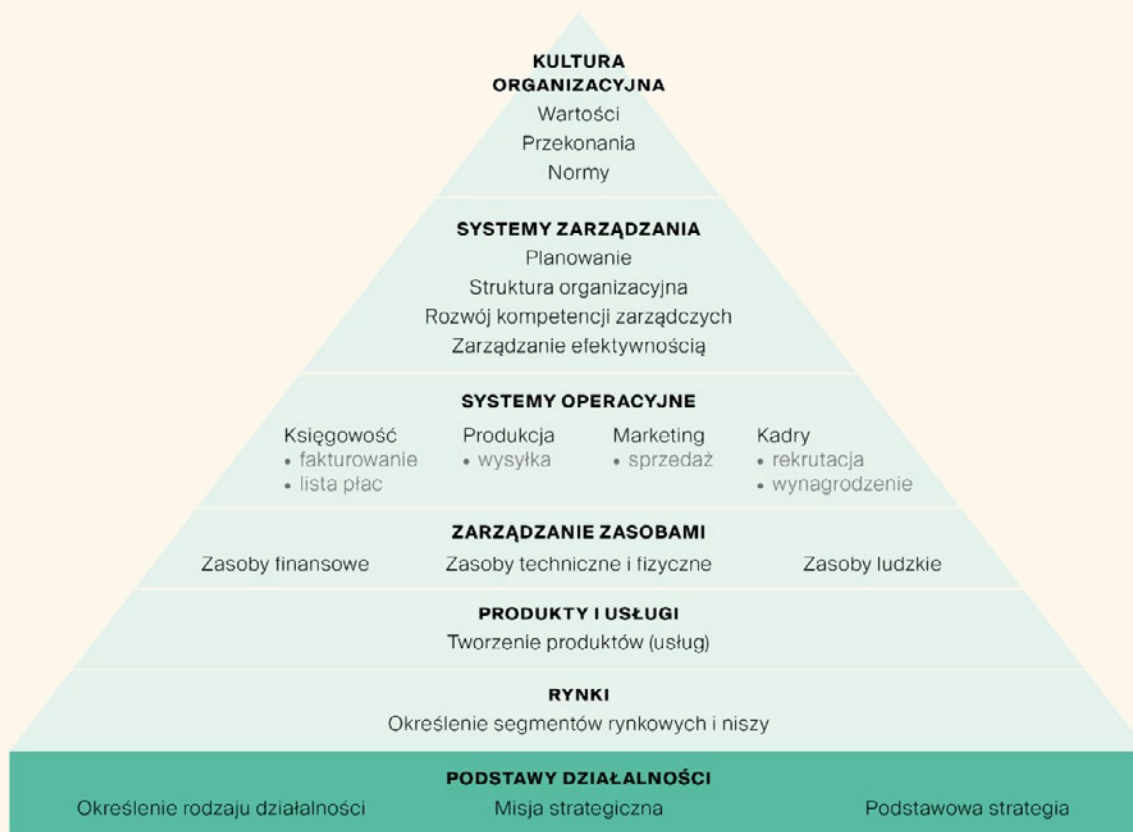 KULTURA
ORGANIZACYJNA
Wartości
Przekonania
Normy
SYSTEMY ZARZĄDZANIA
Planowanie
Struktura organizacyjna
Rozwój kompetencji zarządczych
Zarządzanie efektywnością
SYSTEMY OPERACYJNE
Księgowość Produkcja Marketing Kadry
• fakturowanie • wysyłka • sprzedaż • rekrutacja
• lista płac • wynagrodzenie
ZARZĄDZANIE ZASOBAMI
Zasoby finansowe Zasoby techniczne i fizyczne Zasoby ludzkie
PRODUKTY I USŁUGI
Tworzenie produktów (usług)
RYNKI
Określenie segmentów rynkowych i niszy
PODSTAWY DZIAŁALNOŚCI
Określenie rodzaju działalności Misja strategiczna Podstawowa strategia